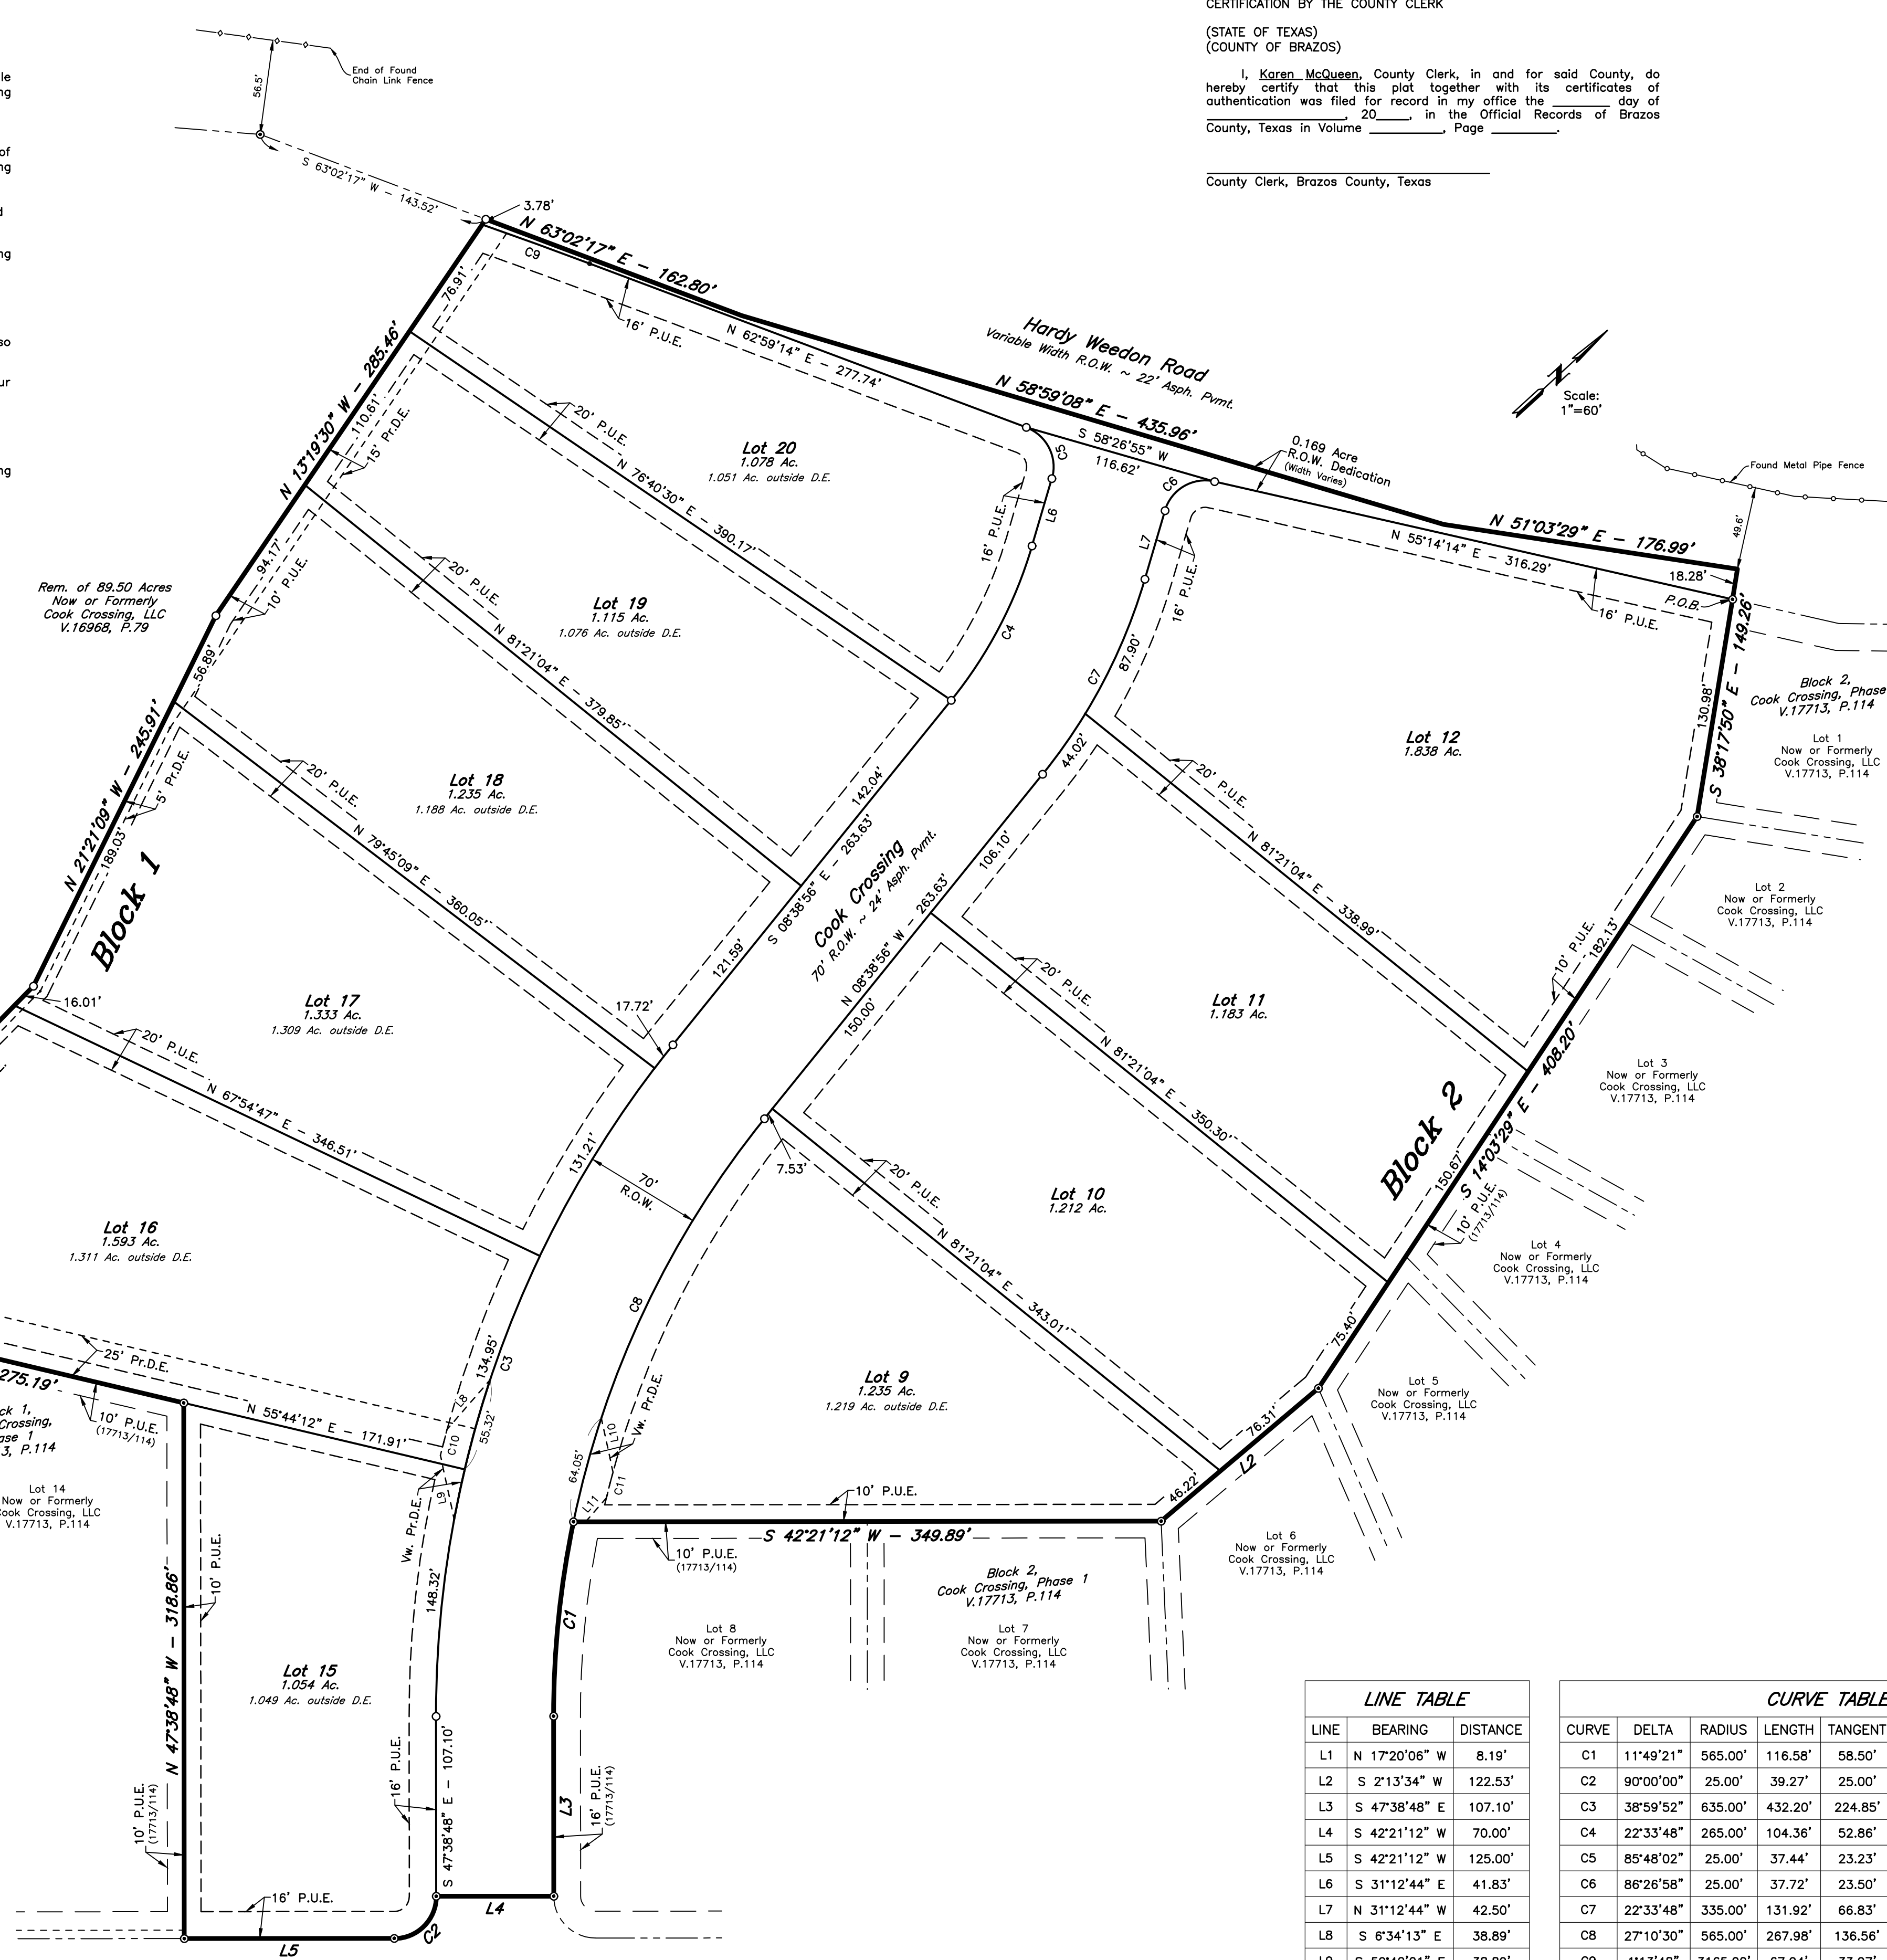 CERTIFICATION BY THE COUNTY CLERK
(STATE OF TEXAS)
(COUNTY OF BRAZOS)
I, Karen McQueen, County Clerk, in and for said County, do
hereby certify that this plat together with its certificates of
authentication was filed for record in my office the ________ day of
____________________, 20____, in the Official Records of Brazos
County, Texas in Volume __________, Page _________.
County Clerk, Brazos County, Texas
End of Found
Chain Link Fence
56.5'
S 63°02'17" W - 143.52'
3.78'
N 63°02'17" E - 162.80'
C9
76.91'
16' P.U.E.
N 62°59'14" E - 277.74'
Hardy Weedon Road
Variable Width R.O.W. ~ 22' Asph. Pvmt.
N 58°59'08" E - 435.96'
S 58°26'55" W
116.62'
0.169 Acre
R.O.W. Dedication
(Width Varies)
Scale:
1"=60'
Found Metal Pipe Fence
49.6'
N 51°03'29" E - 176.99'
N 55°14'14" E - 316.29'
18.28'
P.O.B.
16' P.U.E.
N 13°19'30" W - 285.46'
110.61'
15' Pr.D.E.
20' P.U.E.
Lot 20
1.078 Ac.
1.051 Ac. outside D.E.
N 76°40'30" E - 390.17'
C5
C6
L6
L7
16' P.U.E.
16' P.U.E.
94.17'
10' P.U.E.
20' P.U.E.
Lot 19
1.115 Ac.
1.076 Ac. outside D.E.
N 81°21'04" E - 379.85'
C4
C7
87.90'
44.02'
Rem. of 89.50 Acres
Now or Formerly
Cook Crossing, LLC
V.16968, P.79
56.89'
N 21°21'09" W - 245.91'
5' Pr.D.E.
189.03'
Block 1
20' P.U.E.
Lot 18
1.235 Ac.
1.188 Ac. outside D.E.
N 79°45'09" E - 360.05'
142.04'
S 08°38'56" E - 263.63'
121.59'
Cook Crossing
70' R.O.W. ~ 24' Asph. Pvmt.
106.10'
N 08°38'56" W - 263.63'
150.00'
Lot 12
1.838 Ac.
20' P.U.E.
N 81°21'04" E - 338.99'
130.98'
S 38°17'50" E - 149.26'
Block 2,
Cook Crossing, Phase
V.17713, P.114
Lot 1
Now or Formerly
Cook Crossing, LLC
V.17713, P.114
Lot 2
Now or Formerly
Cook Crossing, LLC
V.17713, P.114
10' P.U.E.
182.13'
S 14°03'29" E - 408.20'
Lot 3
Now or Formerly
Cook Crossing, LLC
V.17713, P.114
16.01'
20' P.U.E.
Lot 17
1.333 Ac.
1.309 Ac. outside D.E.
17.72'
N 67°54'47" E - 346.51'
131.21'
70'
R.O.W.
20' P.U.E.
Lot 11
1.183 Ac.
N 81°21'04" E - 350.30'
Block 2
150.67'
10' P.U.E.
(17713/114)
Lot 4
Now or Formerly
Cook Crossing, LLC
V.17713, P.114
7.53'
20' P.U.E.
Lot 10
1.212 Ac.
N 81°21'04" E - 343.01'
75.40'
Lot 5
Now or Formerly
Cook Crossing, LLC
V.17713, P.114
Lot 16
1.593 Ac.
1.311 Ac. outside D.E.
25' Pr.D.E.
275.19'
10' P.U.E.
(17713/114)
134.95'
C3
L8
C10
55.32'
L9
N 55°44'12" E - 171.91'
Vw. Pr.D.E.
C8
Vw. Pr.D.E.
L10
C11
L11
64.05'
Lot 9
1.235 Ac.
1.219 Ac. outside D.E.
10' P.U.E.
76.31'
L2
46.22'
ck 1,
Crossing,
ase 1
3, P.114
Lot 14
Now or Formerly
Cook Crossing, LLC
V.17713, P.114
S 42°21'12" W - 349.89'
10' P.U.E.
(17713/114)
Block 2,
Cook Crossing, Phase 1
V.17713, P.114
Lot 6
Now or Formerly
Cook Crossing, LLC
V.17713, P.114
Lot 8
Now or Formerly
Cook Crossing, LLC
V.17713, P.114
Lot 7
Now or Formerly
Cook Crossing, LLC
V.17713, P.114
N 47°38'48" W - 318.86'
10' P.U.E.
148.32'
C1
Lot 15
1.054 Ac.
1.049 Ac. outside D.E.
10' P.U.E.
(17713/114)
16' P.U.E.
S 47°38'48" E - 107.10'
L3
16' P.U.E.
(17713/114)
16' P.U.E.
C2
L4
L5
LINE TABLE
LINE BEARING DISTANCE
L1 N 17°20'06" W 8.19'
L2 S 2°13'34" W 122.53'
L3 S 47°38'48" E 107.10'
L4 S 42°21'12" W 70.00'
L5 S 42°21'12" W 125.00'
L6 S 31°12'44" E 41.83'
L7 N 31°12'44" W 42.50'
L8 S 6°34'13" E 38.89'
CURVE TABLE
CURVE DELTA RADIUS LENGTH TANGENT
C1 11°49'21" 565.00' 116.58' 58.50'
C2 90°00'00" 25.00' 39.27' 25.00'
C3 38°59'52" 635.00' 432.20' 224.85'
C4 22°33'48" 265.00' 104.36' 52.86'
C5 85°48'02" 25.00' 37.44' 23.23'
C6 86°26'58" 25.00' 37.72' 23.50'
C7 22°33'48" 335.00' 131.92' 66.83'
C8 27°10'30" 565.00' 267.98' 136.56'